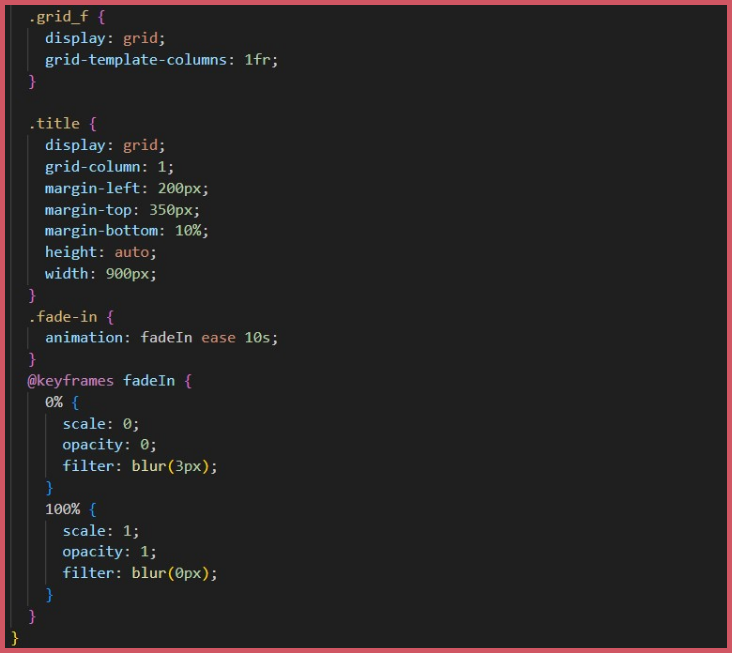 .grid_f {
display: grid;
grid-template-columns: 1fr;
}
.title {
display: grid;
grid-column: 1;
margin-left: 200px;
margin-top: 350px;
margin-bottom: 10%;
height: auto;
width: 900px;
}
.fade-in {
animation: fadeIn ease 10s;
}
@keyframes fadeIn {
0% {
scale: 0;
opacity: 0;
filter: blur(3px);
}
100% {
scale: 1;
opacity: 1;
filter: blur(0px);
}
}
}